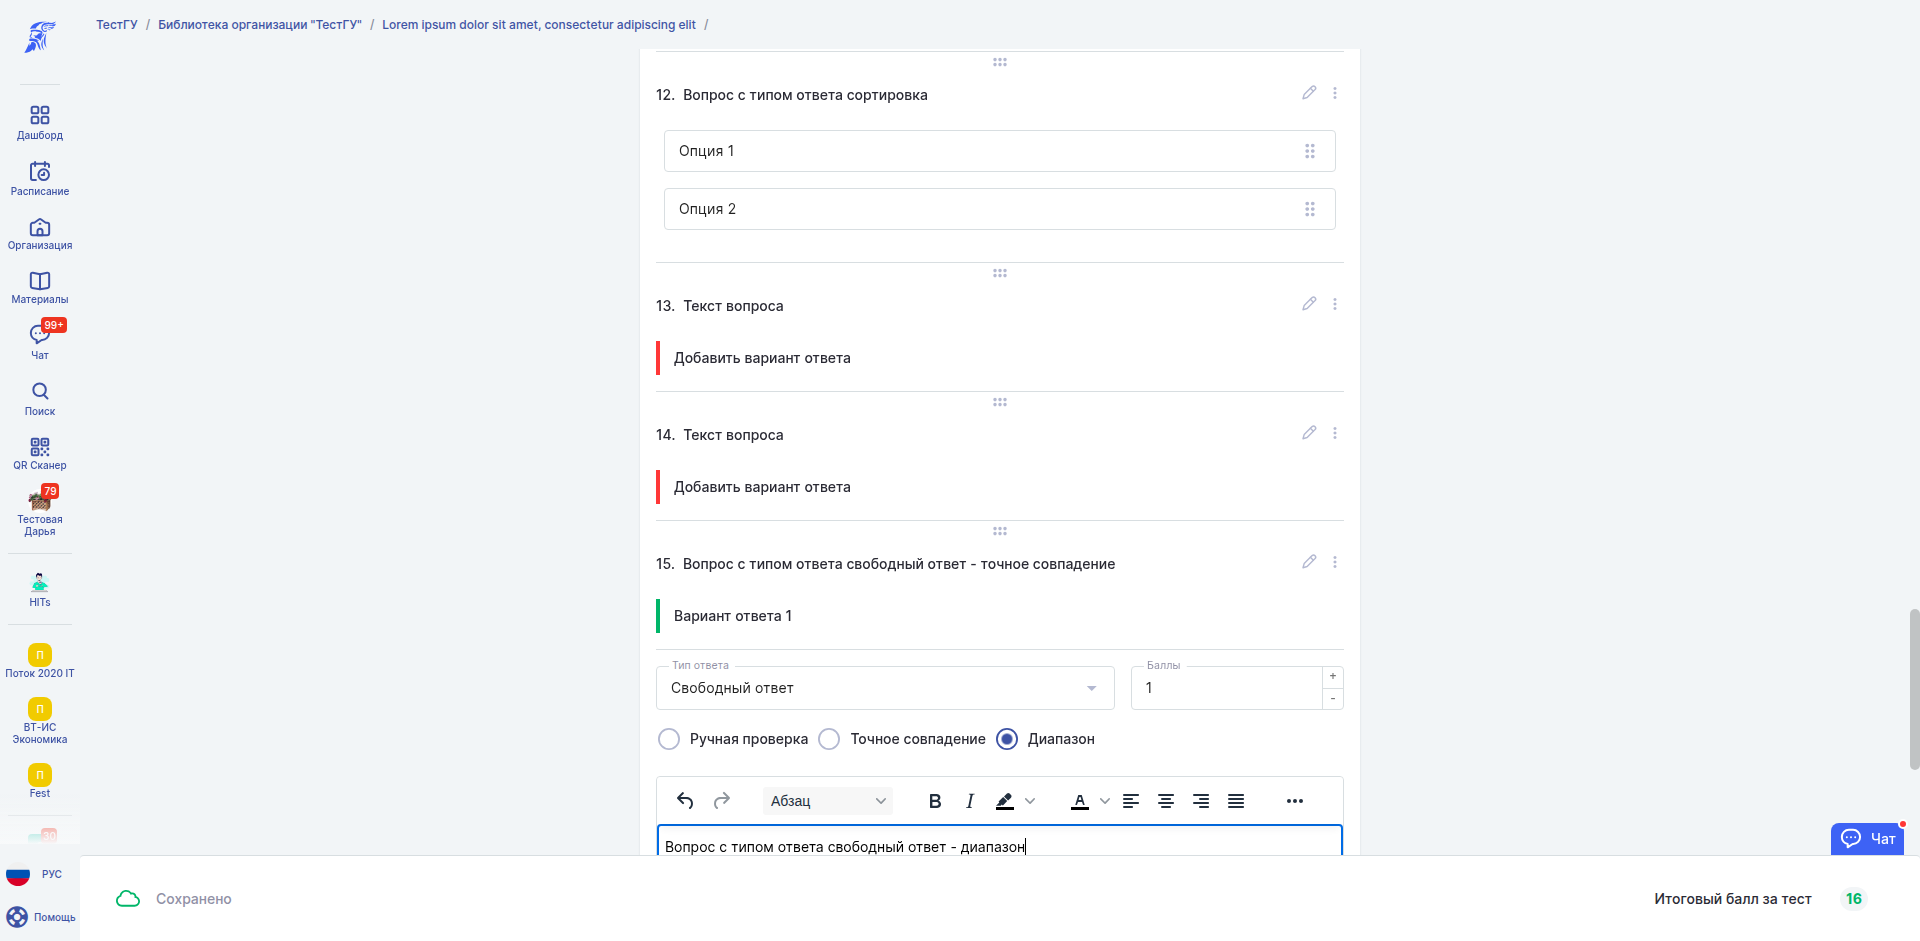 ТестГУ / Библиотека организации "ТестГУ" / Lorem ipsum dolor sit amet, consectetur adipiscing elit /
Дашборд
Расписание
Организация
Материалы
99+
Чат
Поиск
QR Сканер
79
Тестовая
Дарья
HITs
П
Поток 2020 IT
П
ВТ-ИС
Экономика
П
Fest
30
РУС
Помощь
12. Вопрос с типом ответа сортировка
Опция 1
Опция 2
13. Текст вопроса
Добавить вариант ответа
14. Текст вопроса
Добавить вариант ответа
15. Вопрос с типом ответа свободный ответ - точное совпадение
Вариант ответа 1
Тип ответа
Свободный ответ
Баллы
1
+
-
Ручная проверка Точное совпадение Диапазон
Абзац B I A
Вопрос с типом ответа свободный ответ - диапазон
Чат
Сохранено
Итоговый балл за тест 16